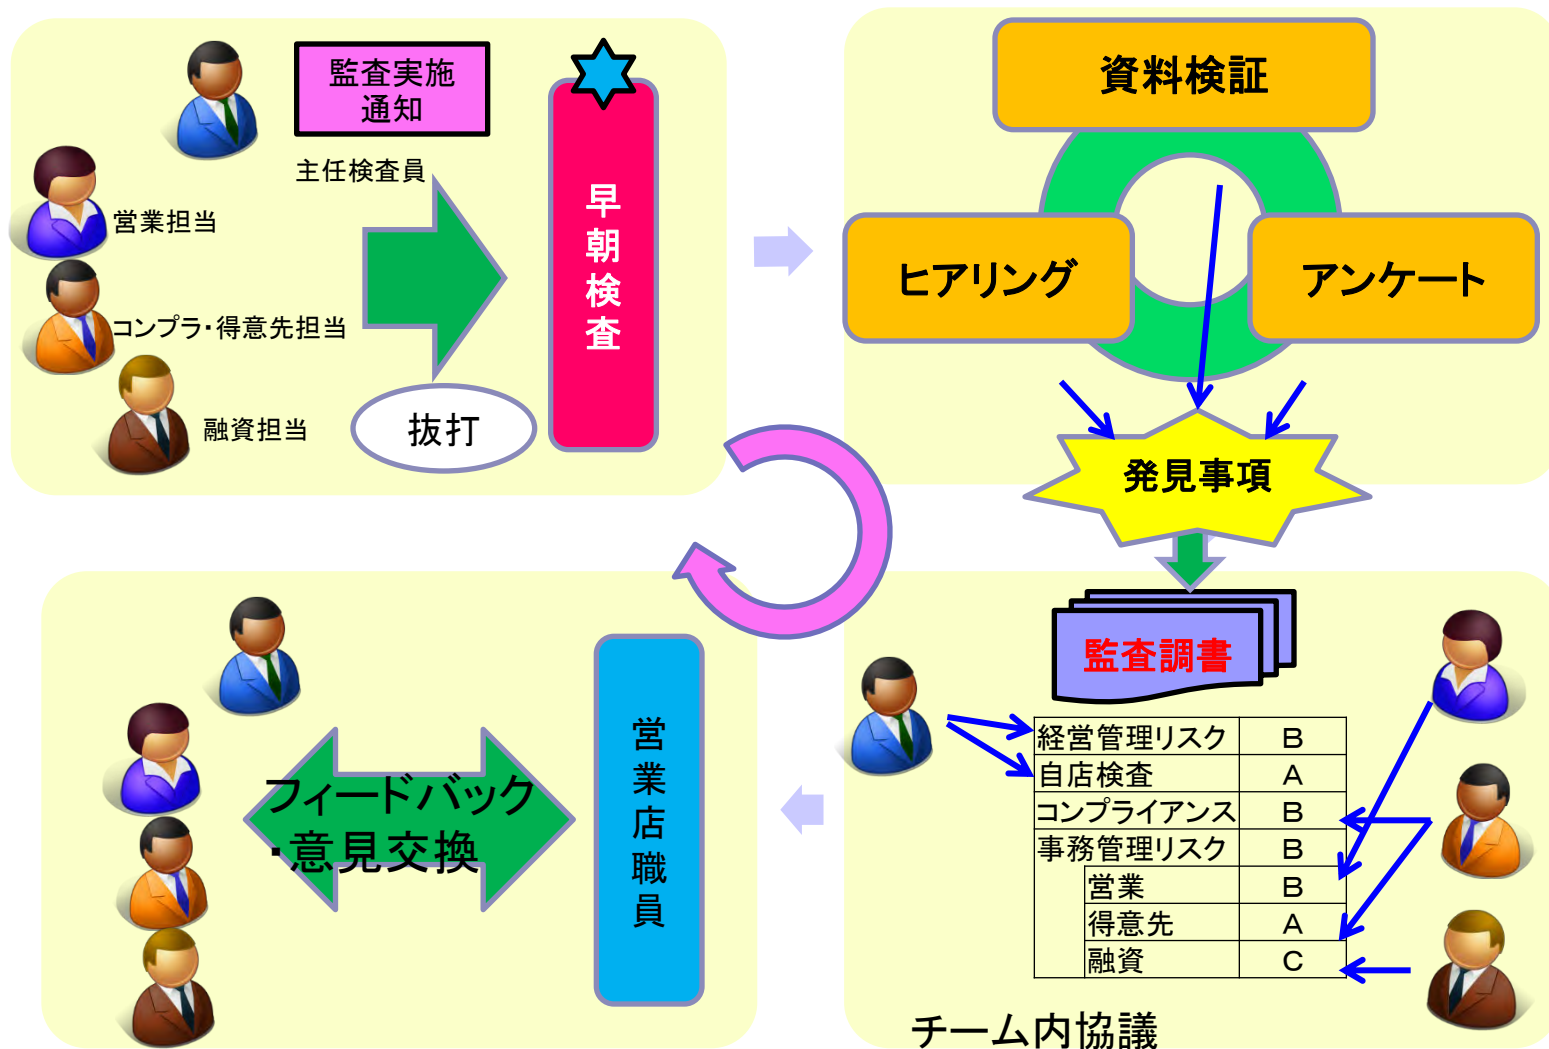 監査実施
通知
主任検査員
営業担当
コンプラ・得意先担当
融資担当
抜打
早朝検査
資料検証
ヒアリング
アンケート
発見事項
監査調書
経営管理リスク B
自店検査 A
コンプライアンス B
事務管理リスク B
営業 B
得意先 A
融資 C
チーム内協議
フィードバック
・意見交換
営業店職員